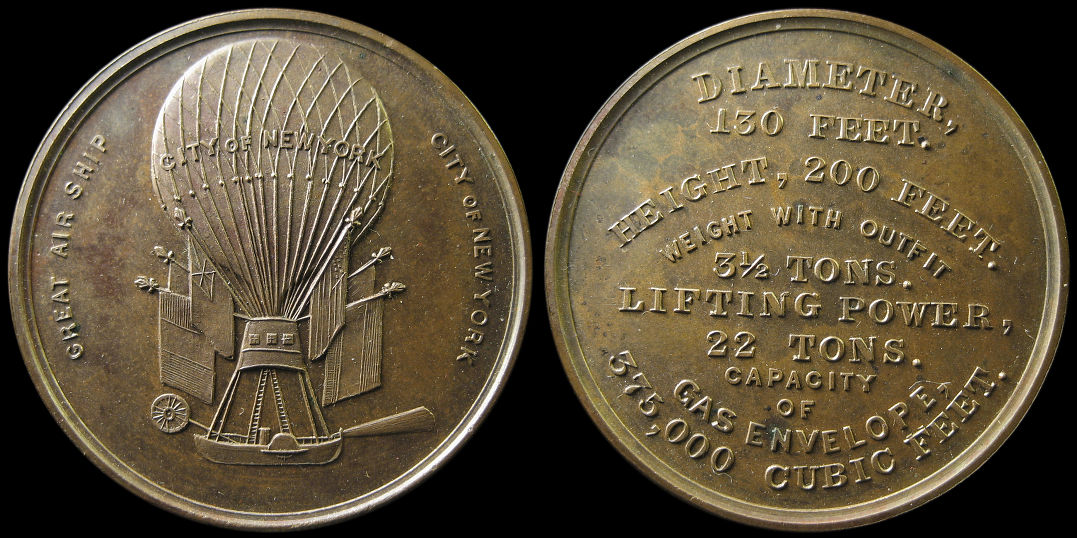 GREAT AIR SHIP
CITY OF NEW YORK
CITY OF NEW YORK
DIAMETER,
130 FEET.
HEIGHT, 200 FEET.
WEIGHT WITH OUTFIT
3½ TONS.
LIFTING POWER,
22 TONS.
CAPACITY
OF
GAS ENVELOPE,
375,000 CUBIC FEET.